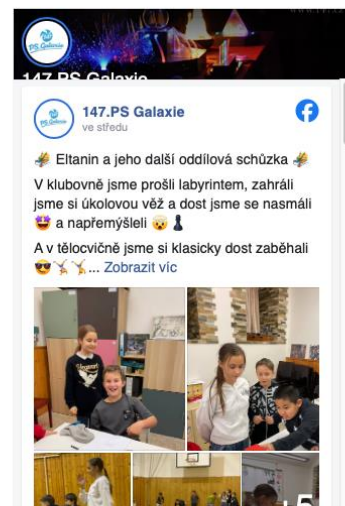 PS Galaxie
147.PS Galaxie
PS Galaxie
147.PS Galaxie
ve středu
Eltanin a jeho další oddílová schůzka
V klubovně jsme prošli labyrintem, zahráli
jsme si úkolovou věž a dost jsme se nasmáli
🤩 a napřemýšleli 😮♟️
A v tělocvičně jsme si klasicky dost zaběhali
😎🤸🤸... Zobrazit víc
+5